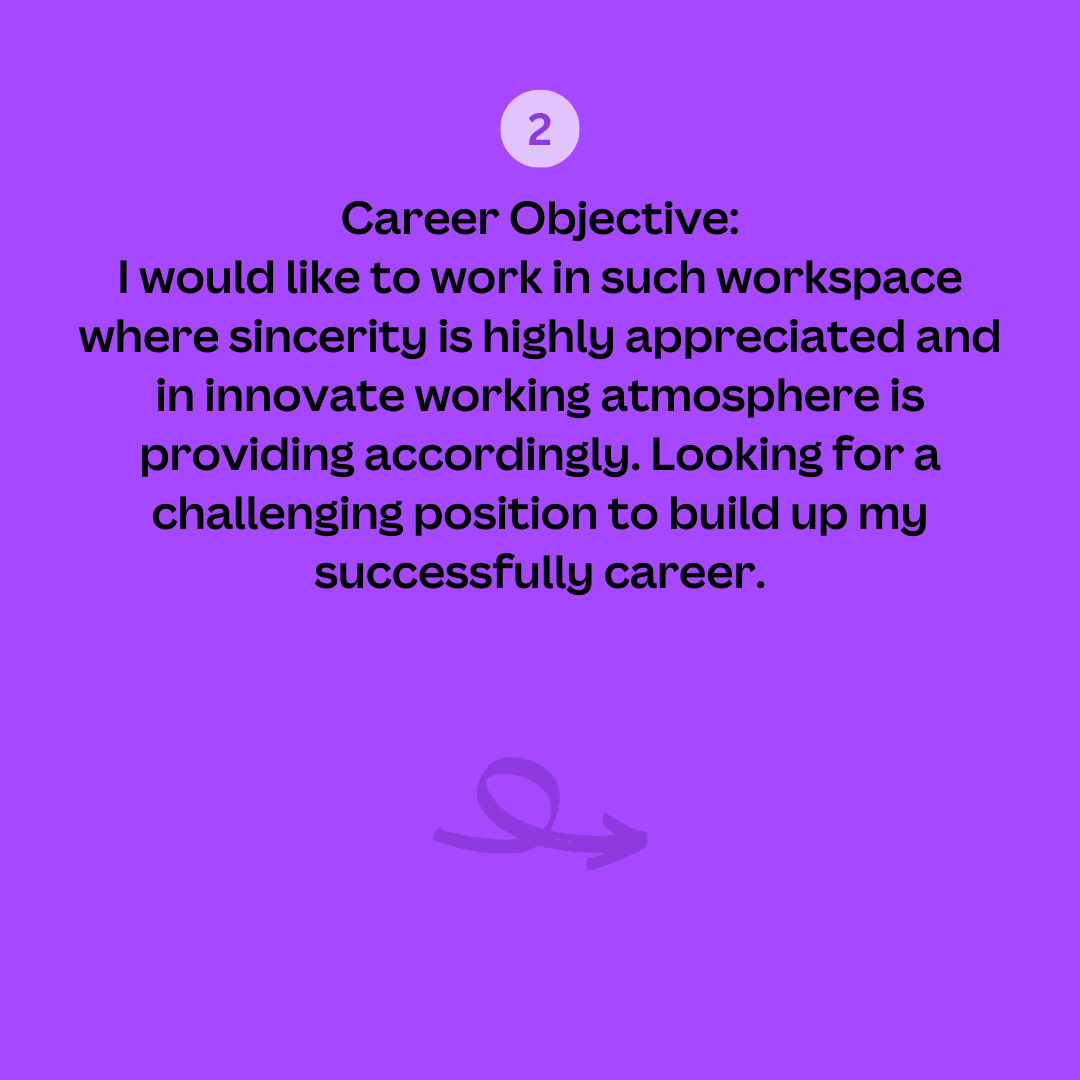 2
Career Objective:
I would like to work in such workspace
where sincerity is highly appreciated and
in innovate working atmosphere is
providing accordingly. Looking for a
challenging position to build up my
successfully career.